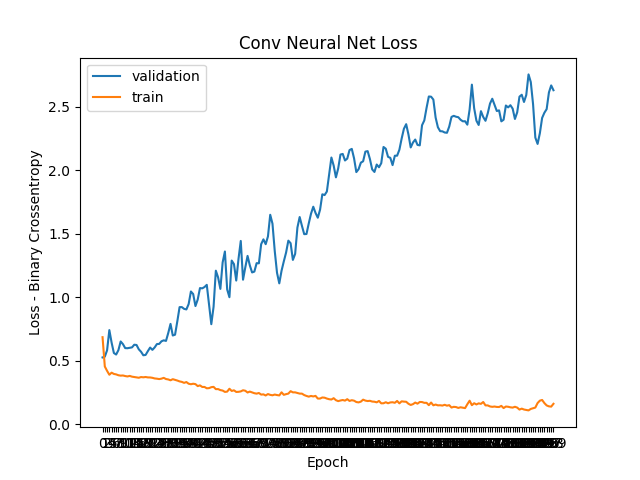 Conv Neural Net Loss
validation
train
2.5
2.0
1.5
1.0
0.5
0.0
Loss - Binary Crossentropy
Epoch